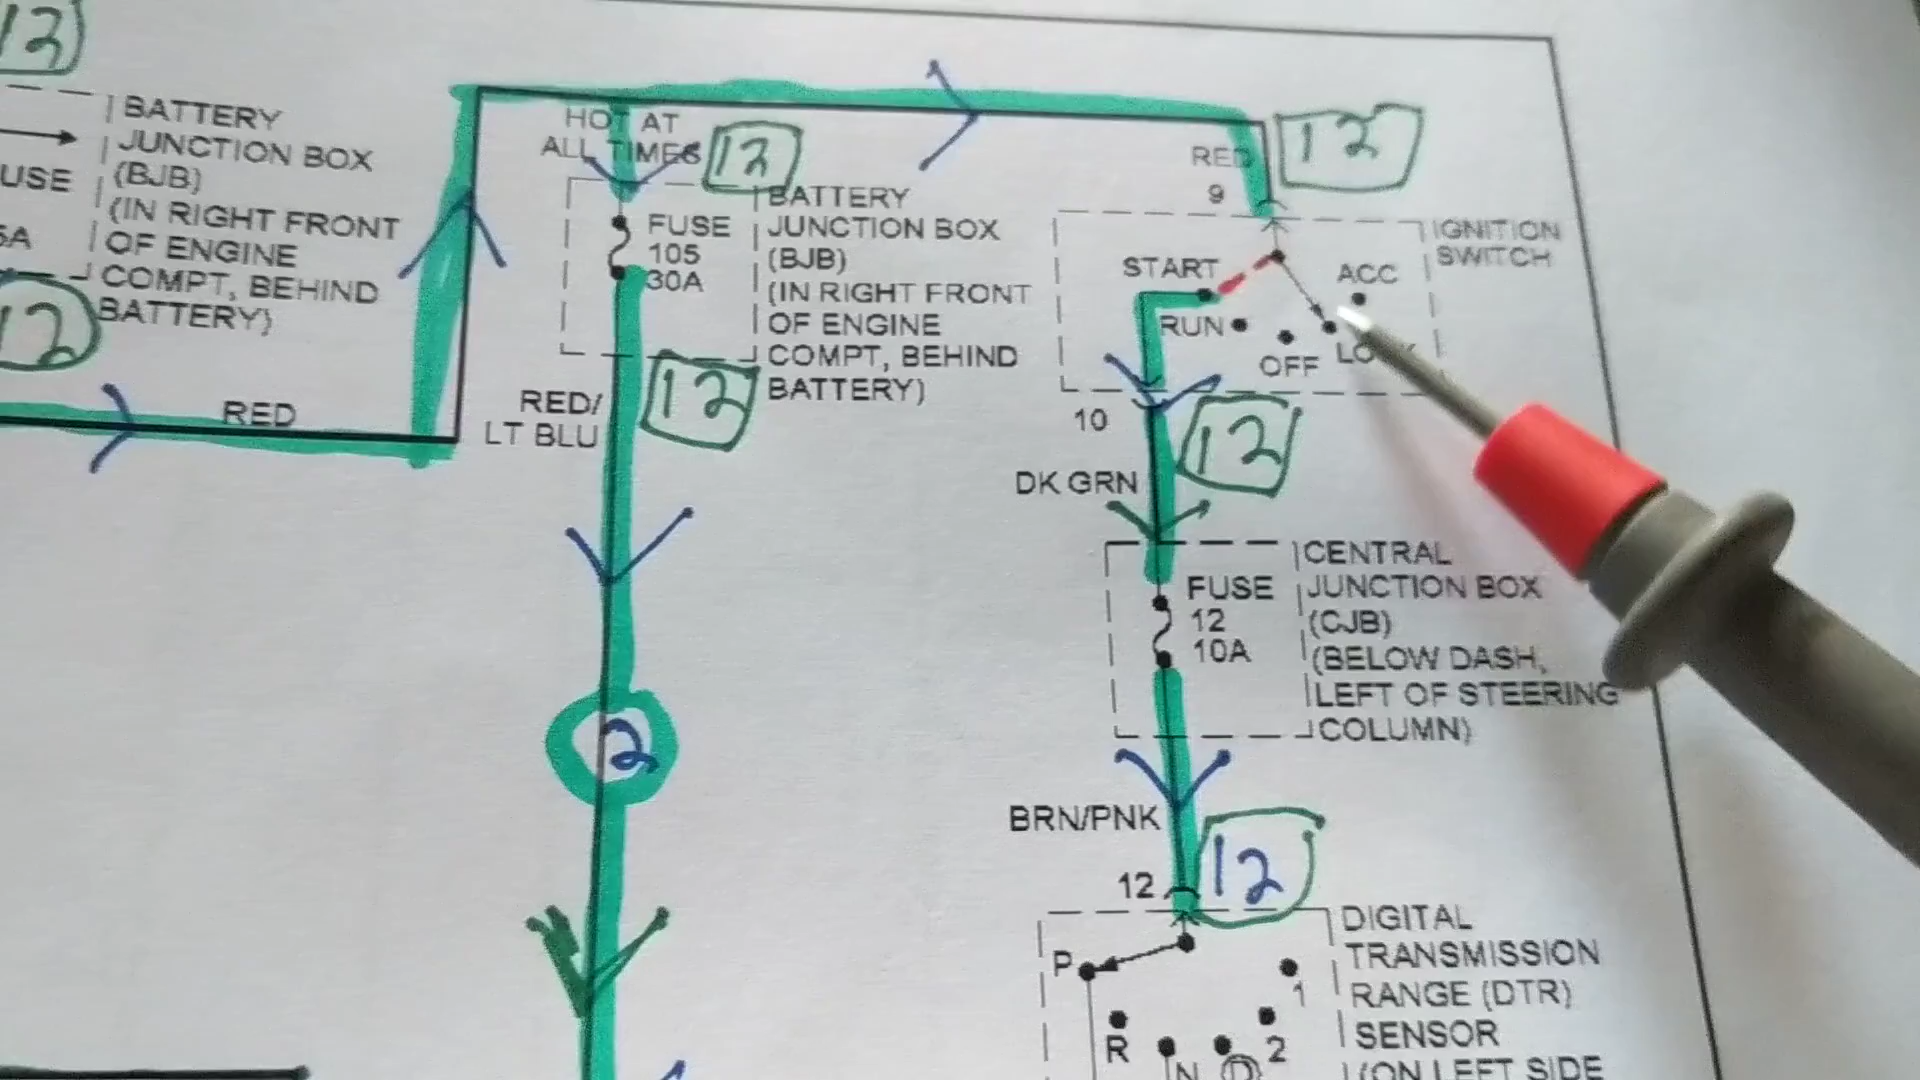 12
BATTERY
JUNCTION BOX
(BJB)
(IN RIGHT FRONT
OF ENGINE
COMPT, BEHIND
BATTERY)
USE
5A
12
RED
HOT AT
ALL TIMES
12
FUSE
105
30A
BATTERY
JUNCTION BOX
(BJB)
(IN RIGHT FRONT
OF ENGINE
COMPT, BEHIND
BATTERY)
RED/
LT BLU
12
2
RED
9
12
IGNITION
SWITCH
START
ACC
RUN
OFF
10
12
DK GRN
FUSE
12
10A
CENTRAL
JUNCTION BOX
(CJB)
(BELOW DASH,
LEFT OF STEERING
COLUMN)
BRN/PNK
12
12
DIGITAL
TRANSMISSION
RANGE (DTR)
SENSOR
(ON LEFT SIDE
P
R
N
D
2
1